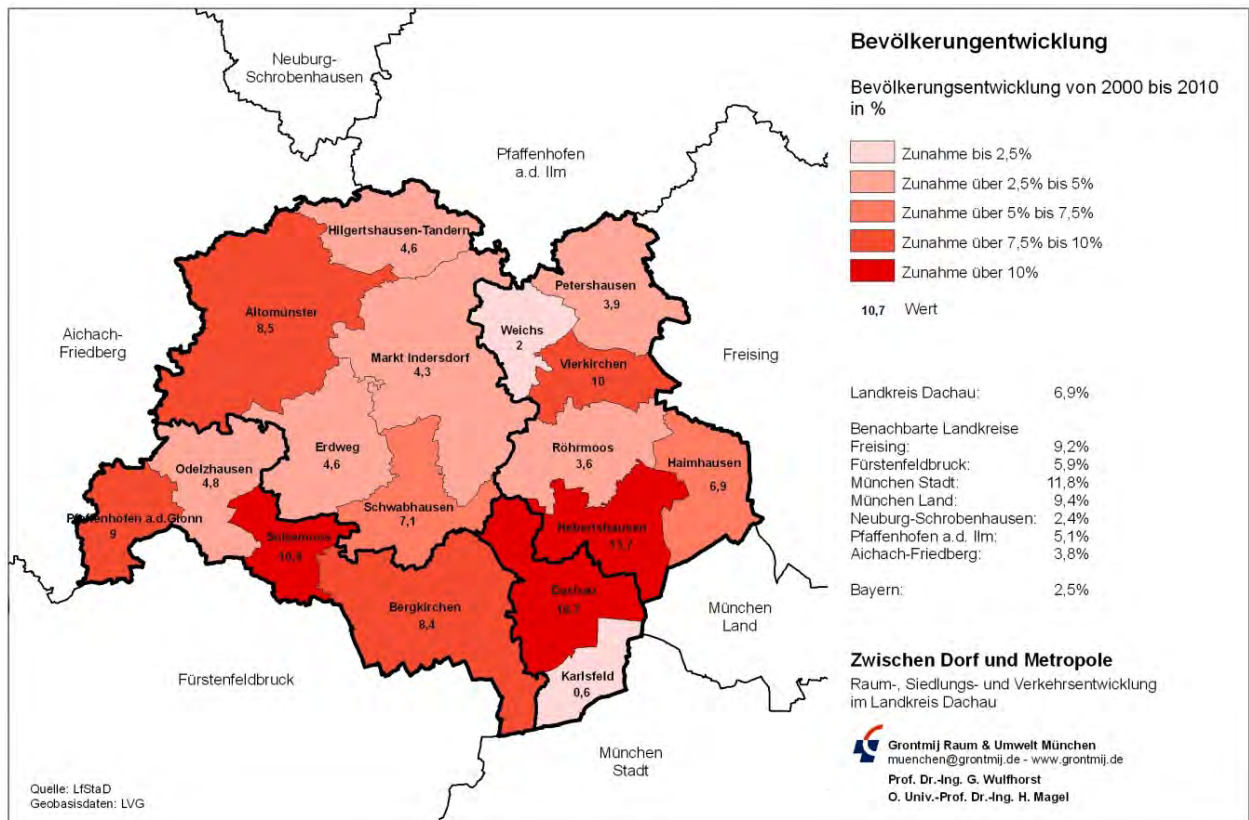 Neuburg-
Schrobenhausen
Pfaffenhofen
a.d. Ilm
Hilgertshausen-Tandern
4,6
Petershausen
3,9
Altomünster
8,5
Weichs
2
Aichach-
Friedberg
Markt Indersdorf
4,3
Vierkirchen
10
Freising
Erdweg
4,6
Röhrmoos
3,6
Haimhausen
6,9
Odelzhausen
4,8
Schwabhausen
7,1
Pfaffenhofen a.d.Glonn
9
Sulzemoos
Hebertshausen
Dachau
10,7
Bergkirchen
8,4
München
Land
Karlsfeld
0,6
Fürstenfeldbruck
München
Stadt
Quelle: LfStaD
Geobasisdaten: LVG
Bevölkerungentwicklung
Bevölkerungsentwicklung von 2000 bis 2010
in %
Zunahme bis 2,5%
Zunahme über 2,5% bis 5%
Zunahme über 5% bis 7,5%
Zunahme über 7,5% bis 10%
Zunahme über 10%
10,7 Wert
Landkreis Dachau: 6,9%
Benachbarte Landkreise
Freising: 9,2%
Fürstenfeldbruck: 5,9%
München Stadt: 11,8%
München Land: 9,4%
Neuburg-Schrobenhausen: 2,4%
Pfaffenhofen a.d. Ilm: 5,1%
Aichach-Friedberg: 3,8%
Bayern: 2,5%
Zwischen Dorf und Metropole
Raum-, Siedlungs- und Verkehrsentwicklung
im Landkreis Dachau
Grontmij Raum & Umwelt München
muenchen@grontmij.de - www.grontmij.de
Prof. Dr.-Ing. G. Wulfhorst
O. Univ.-Prof. Dr.-Ing. H. Magel